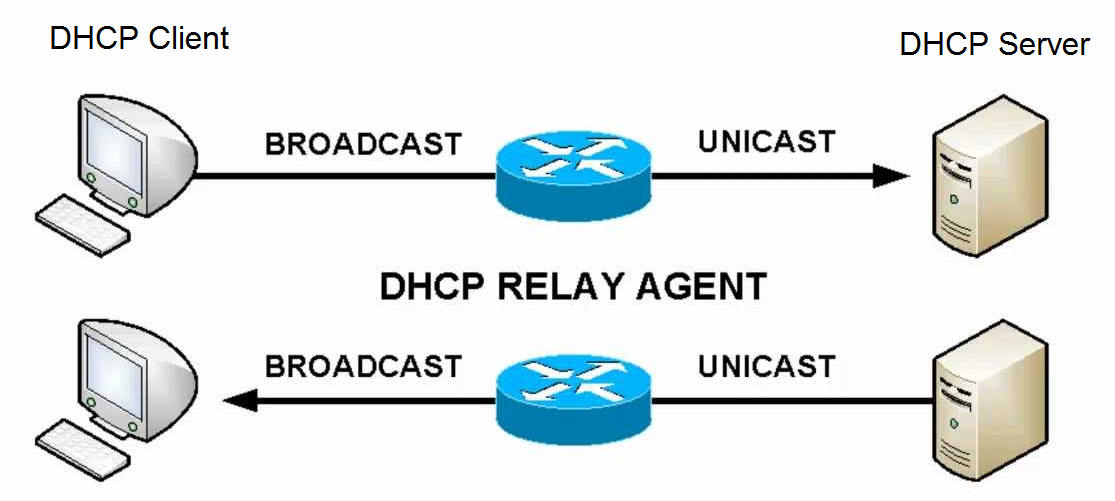 DHCP Client
DHCP Server
BROADCAST
UNICAST
DHCP RELAY AGENT
BROADCAST
UNICAST